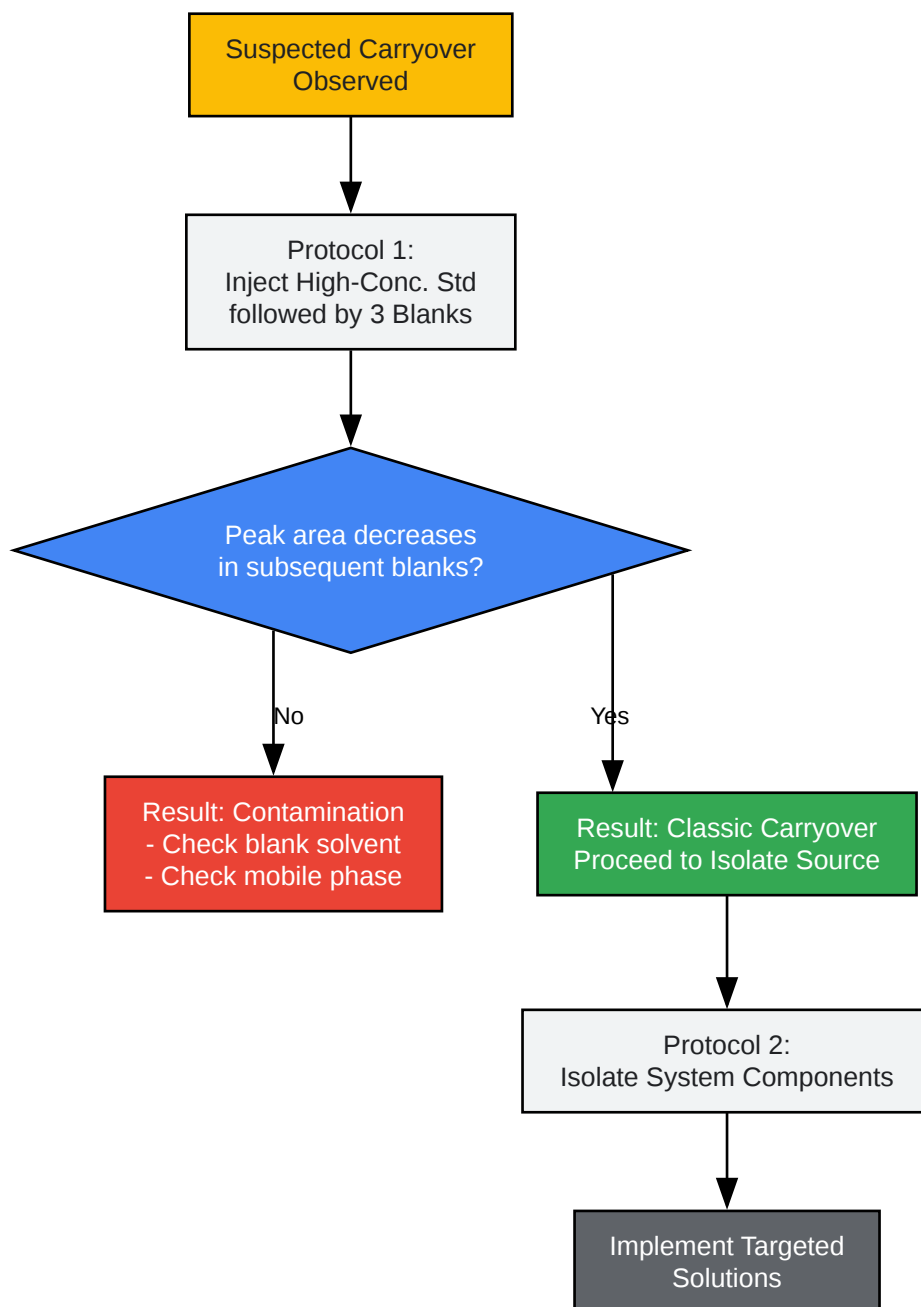 Suspected Carryover
Observed
Protocol 1:
Inject High-Conc. Std
followed by 3 Blanks
Peak area decreases
in subsequent blanks?
No
Yes
Result: Contamination
- Check blank solvent
- Check mobile phase
Result: Classic Carryover
Proceed to Isolate Source
Protocol 2:
Isolate System Components
Implement Targeted
Solutions